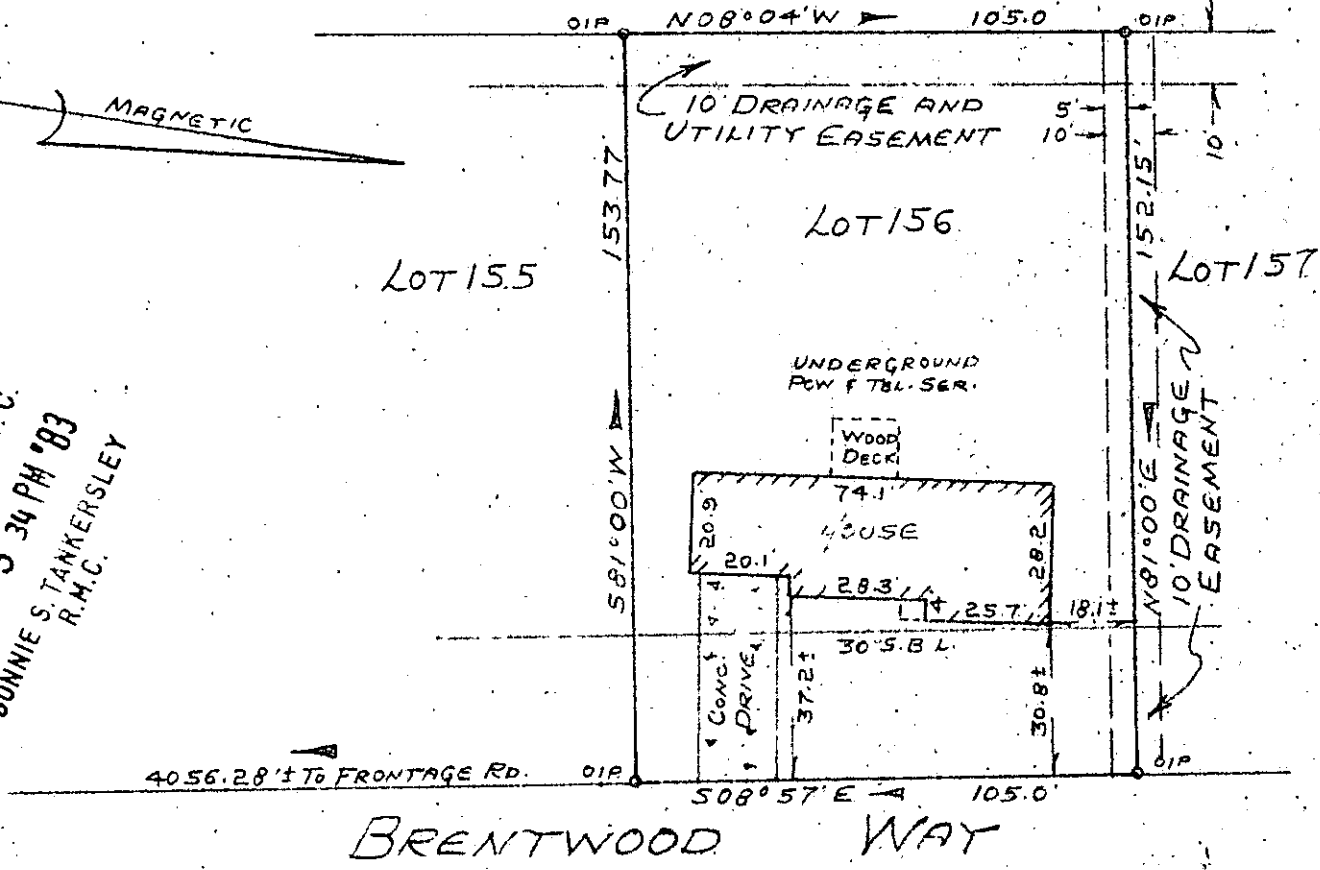 OIP N08°04'W 105.0 OIP
MAGNETIC
10' DRAINAGE AND
UTILITY EASEMENT
5'
10'
10'
153.77
152.15'
LOT 156
LOT 155
LOT 157
UNDERGROUND
POW & TEL. SER.
WOOD
DECK
74.1'
HOUSE
20.9
28.2
20.1'
28.3'
4
25.7'
18.1±
30' S.B L.
S81°00'W
N81°00'E
10' DRAINAGE
EASEMENT
CONC.
DRIVE
37.2±
30.8±
34 PM '83
DONNIE S. TANKERSLEY
R.M.C.
4056.28'± TO FRONTAGE RD. OIP
S08°57'E 105.0' OIP
BRENTWOOD WAY